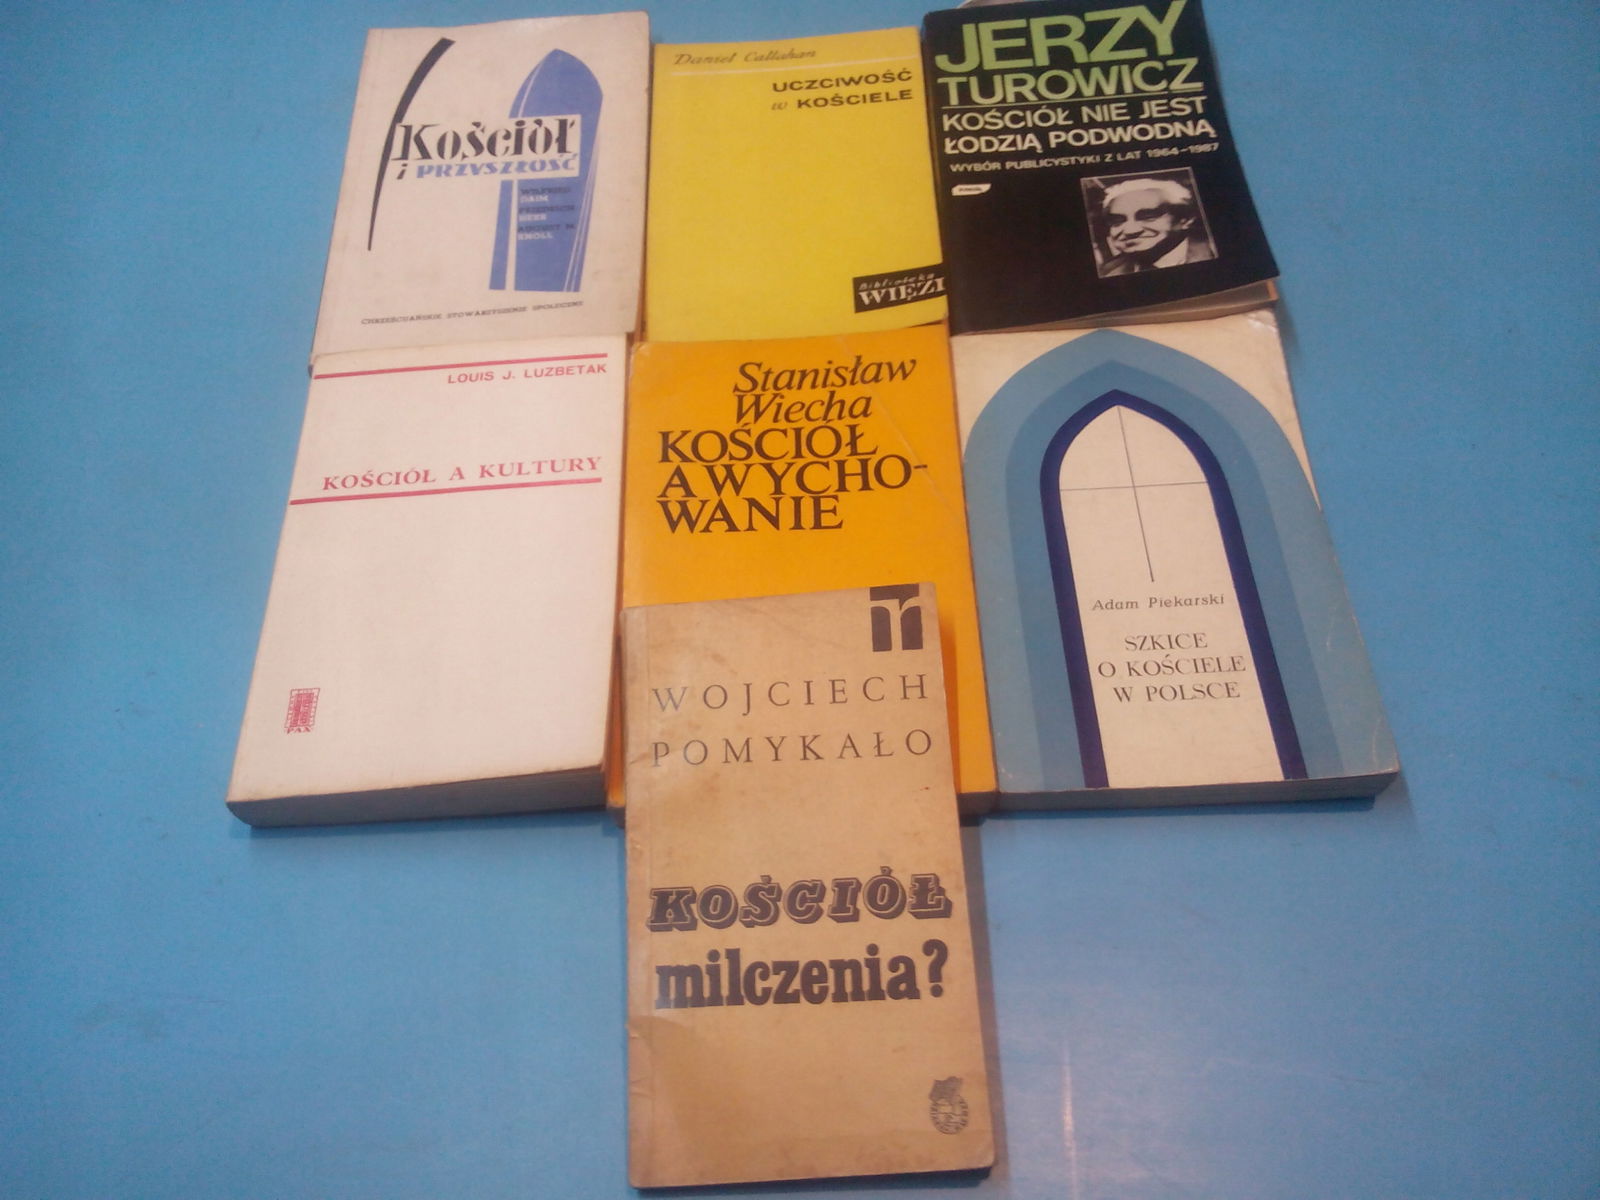 Kościół
i PRZYSZŁOŚĆ
WILFRIED
DAIM
FRIEDRICH
HEER
AUGUST M.
KNOLL
CHRZEŚCIJAŃSKIE STOWARZYSZENIE SPOŁECZNE
Daniel Callahan
UCZCIWOŚĆ
w KOŚCIELE
Biblioteka
WIĘZI
JERZY
TUROWICZ
KOŚCIÓŁ NIE JEST
ŁODZIĄ PODWODNĄ
WYBÓR PUBLICYSTYKI Z LAT 1964-1987
ZNAK
LOUIS J. LUZBETAK
KOŚCIÓŁ A KULTURY
PAX
Stanisław
Wiecha
KOŚCIÓŁ
A WYCHO-
WANIE
Adam Piekarski
SZKICE
O KOŚCIELE
W POLSCE
WOJCIECH
POMYKAŁO
KOŚCIÓŁ
milczenia?